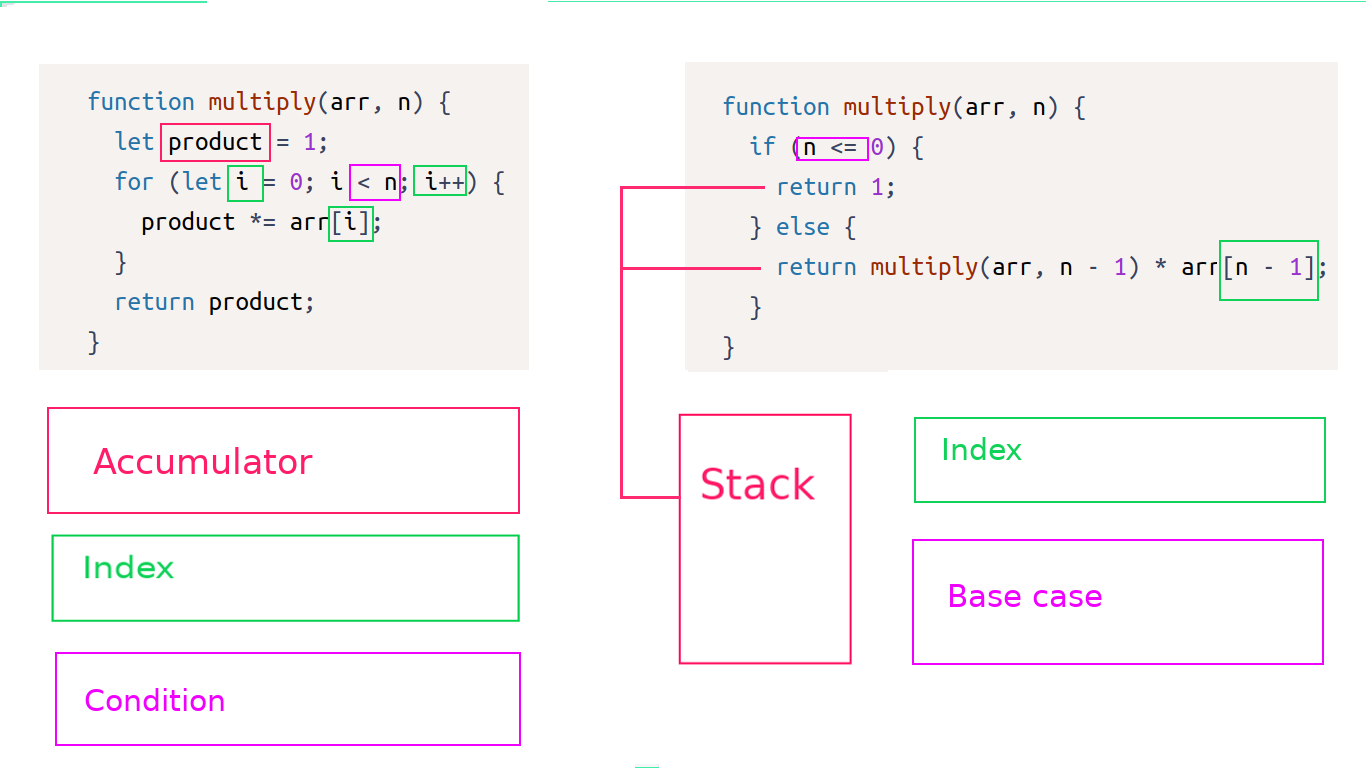 function multiply(arr, n) {
let product = 1;
for (let i = 0; i < n; i++) {
product *= arr[i];
}
return product;
}
Accumulator
Index
Condition
function multiply(arr, n) {
if (n <= 0) {
return 1;
} else {
return multiply(arr, n - 1) * arr[n - 1];
}
}
Stack
Index
Base case